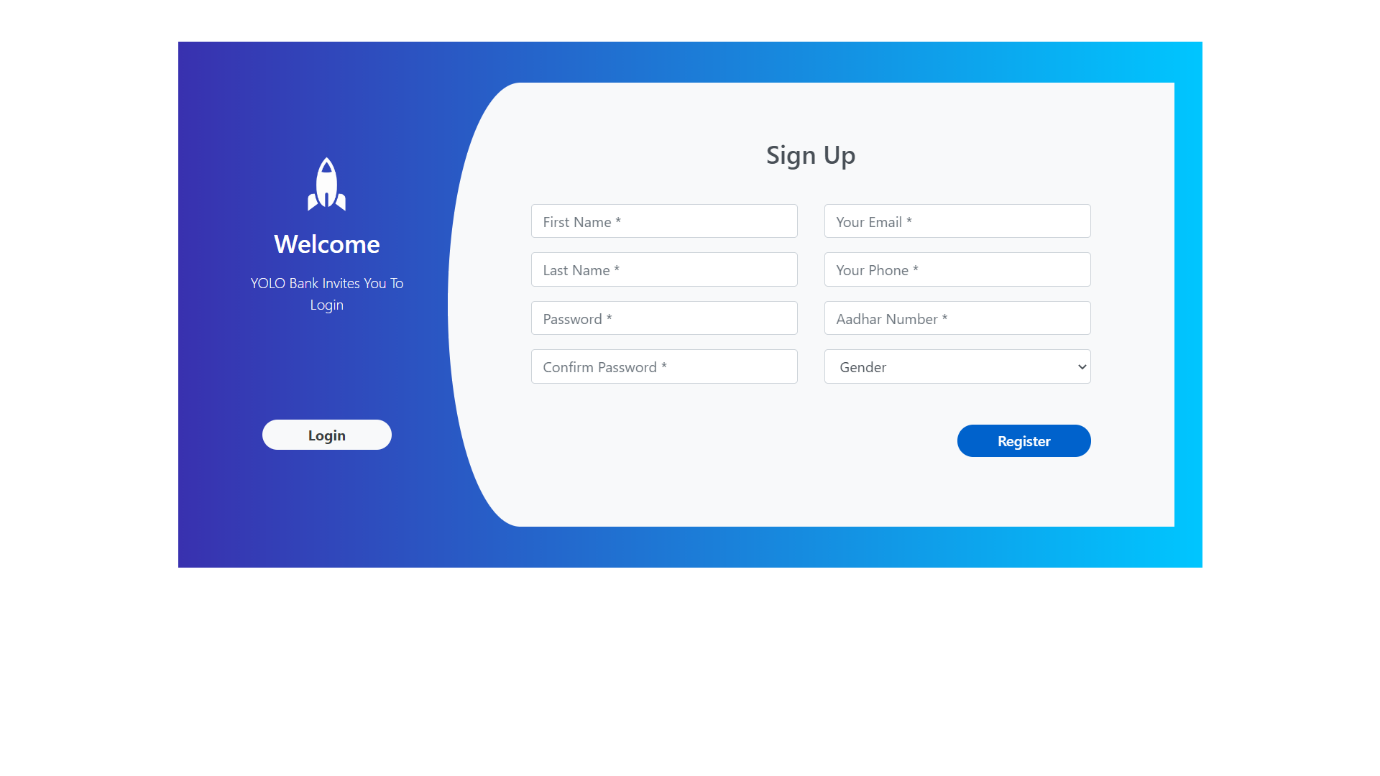 Welcome
YOLO Bank Invites You To
Login
Login
Sign Up
First Name *
Last Name *
Password *
Confirm Password *
Your Email *
Your Phone *
Aadhar Number *
Gender
Register